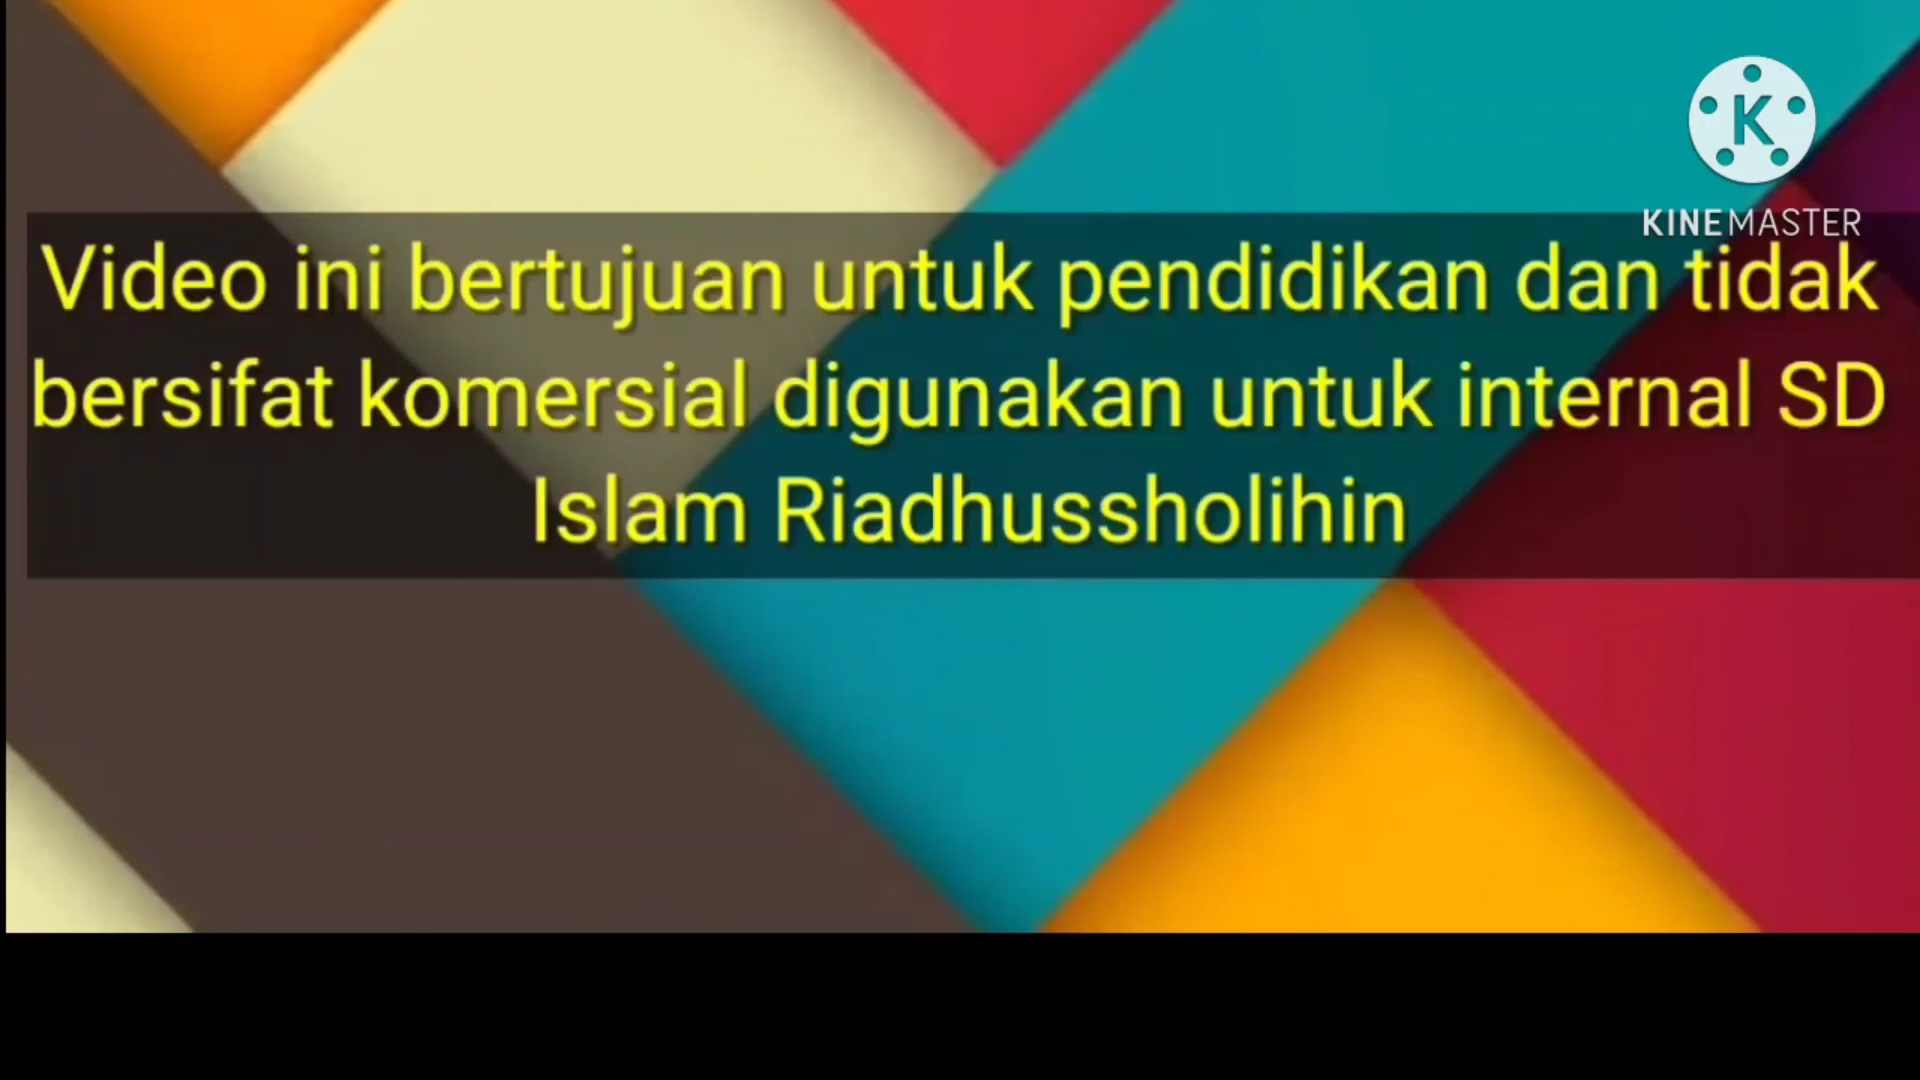 K
KINEMASTER
Video ini bertujuan untuk pendidikan dan tidak
bersifat komersial digunakan untuk internal SD
Islam Riadhussholihin